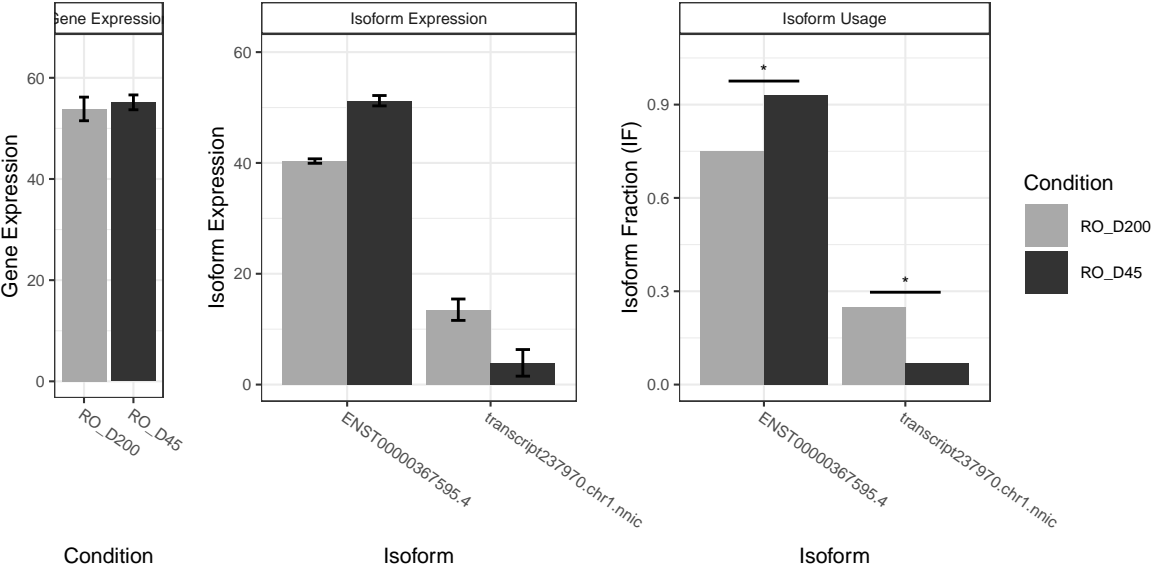 Gene Expression
Isoform Expression
Isoform Usage
Gene Expression
60
40
20
0
RO_D200
RO_D45
Condition
Isoform Expression
60
40
20
0
ENST00000367595.4
transcript237970.chr1.nnic
Isoform
Isoform Fraction (IF)
0.9
0.6
0.3
0.0
*
*
ENST00000367595.4
transcript237970.chr1.nnic
Isoform
Condition
RO_D200
RO_D45